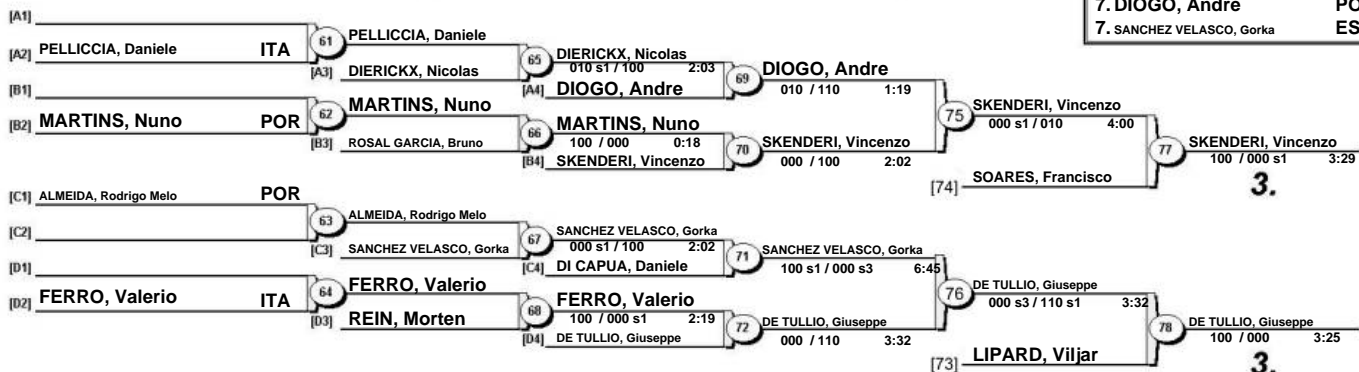 7. DIOGO, Andre PO
7. SANCHEZ VELASCO, Gorka ES
[A1]
[A2] PELLICCIA, Daniele ITA
61 PELLICCIA, Daniele
[A3] DIERICKX, Nicolas
65 DIERICKX, Nicolas
010 s1 / 100 2:03
[A4] DIOGO, Andre
69 DIOGO, Andre
010 / 110 1:19
[B1]
[B2] MARTINS, Nuno POR
62 MARTINS, Nuno
[B3] ROSAL GARCIA, Bruno
66 MARTINS, Nuno
100 / 000 0:18
[B4] SKENDERI, Vincenzo
70 SKENDERI, Vincenzo
000 / 100 2:02
75 SKENDERI, Vincenzo
000 s1 / 010 4:00
[74] SOARES, Francisco
77 SKENDERI, Vincenzo
100 / 000 s1 3:29
3.
[C1] ALMEIDA, Rodrigo Melo POR
[C2]
63 ALMEIDA, Rodrigo Melo
[C3] SANCHEZ VELASCO, Gorka
67 SANCHEZ VELASCO, Gorka
000 s1 / 100 2:02
[C4] DI CAPUA, Daniele
71 SANCHEZ VELASCO, Gorka
100 s1 / 000 s3 6:45
[D1]
[D2] FERRO, Valerio ITA
64 FERRO, Valerio
[D3] REIN, Morten
68 FERRO, Valerio
100 / 000 s1 2:19
[D4] DE TULLIO, Giuseppe
72 DE TULLIO, Giuseppe
000 / 110 3:32
76 DE TULLIO, Giuseppe
000 s3 / 110 s1 3:32
[73] LIPARD, Viljar
78 DE TULLIO, Giuseppe
100 / 000 3:25
3.